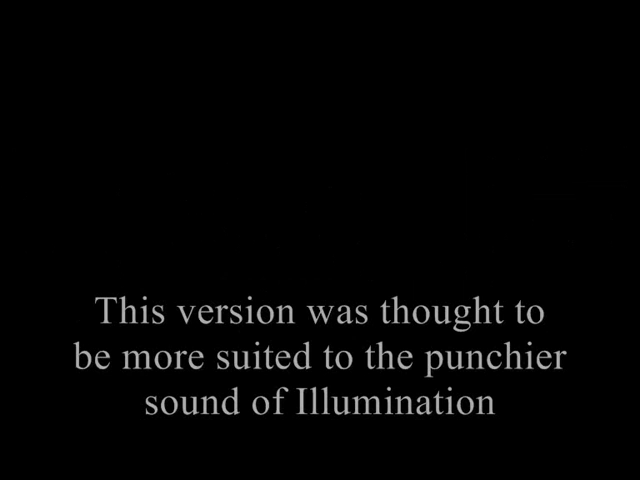 This version was thought to
be more suited to the punchier
sound of Illumination